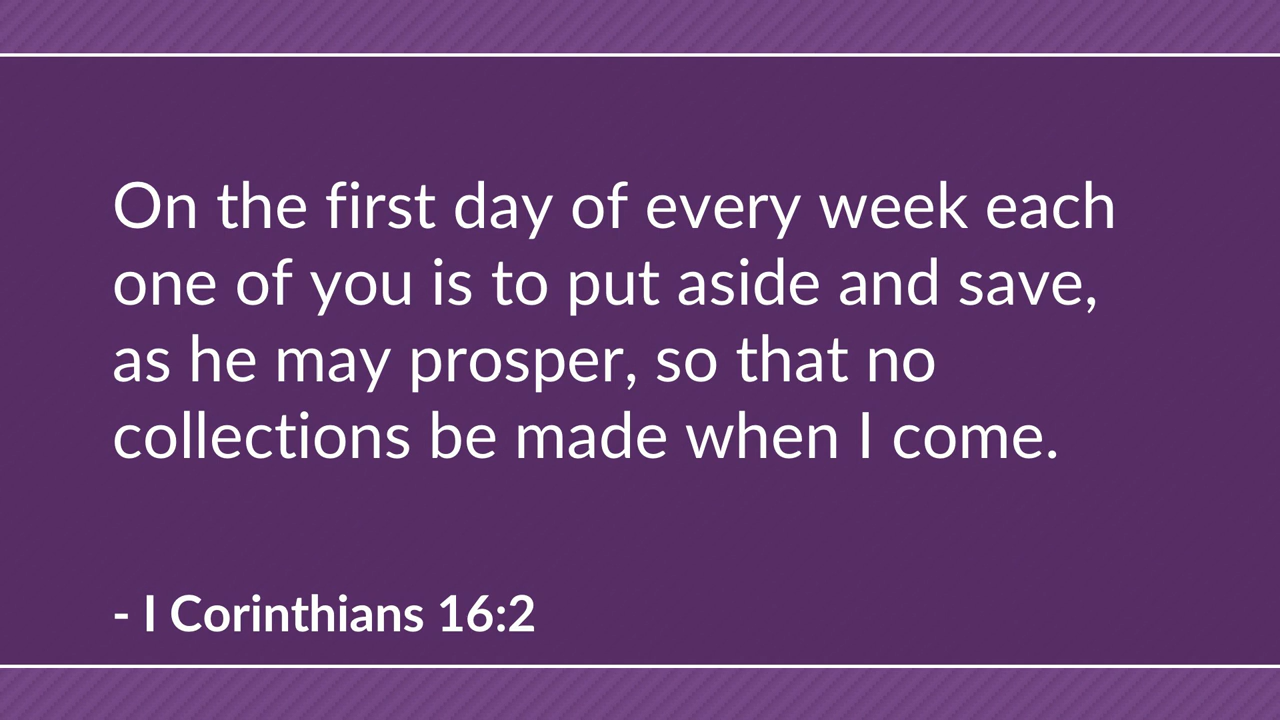 On the first day of every week each
one of you is to put aside and save,
as he may prosper, so that no
collections be made when I come.
- I Corinthians 16:2